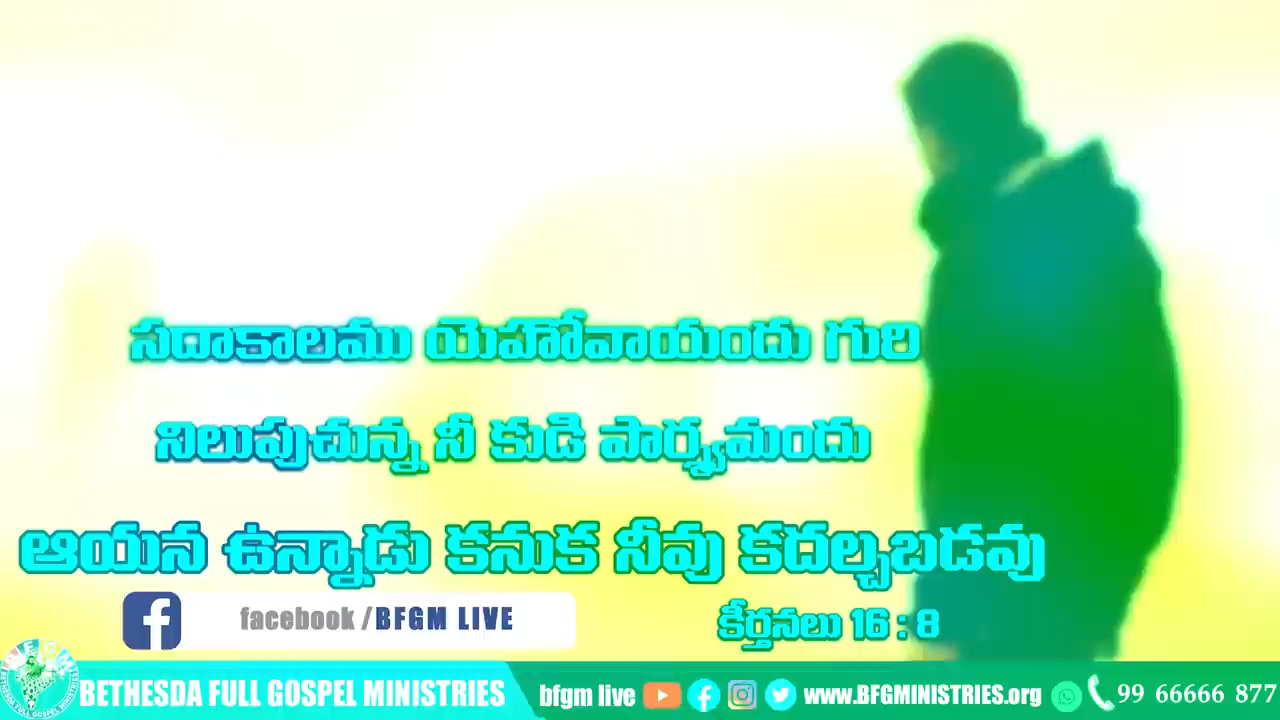 సదాకాలము యెహోవాయందు గురి
నిలుపుచున్న నీ కుడి పార్శ్వమందు
ఆయన ఉన్నాడు కనుక నీవు కదల్చబడవు
కీర్తనలు 16 : 8
facebook / BFGM LIVE
BETHESDA FULL GOSPEL MINISTRIES bfgm live www.BFGMINISTRIES.org 99 66666 877